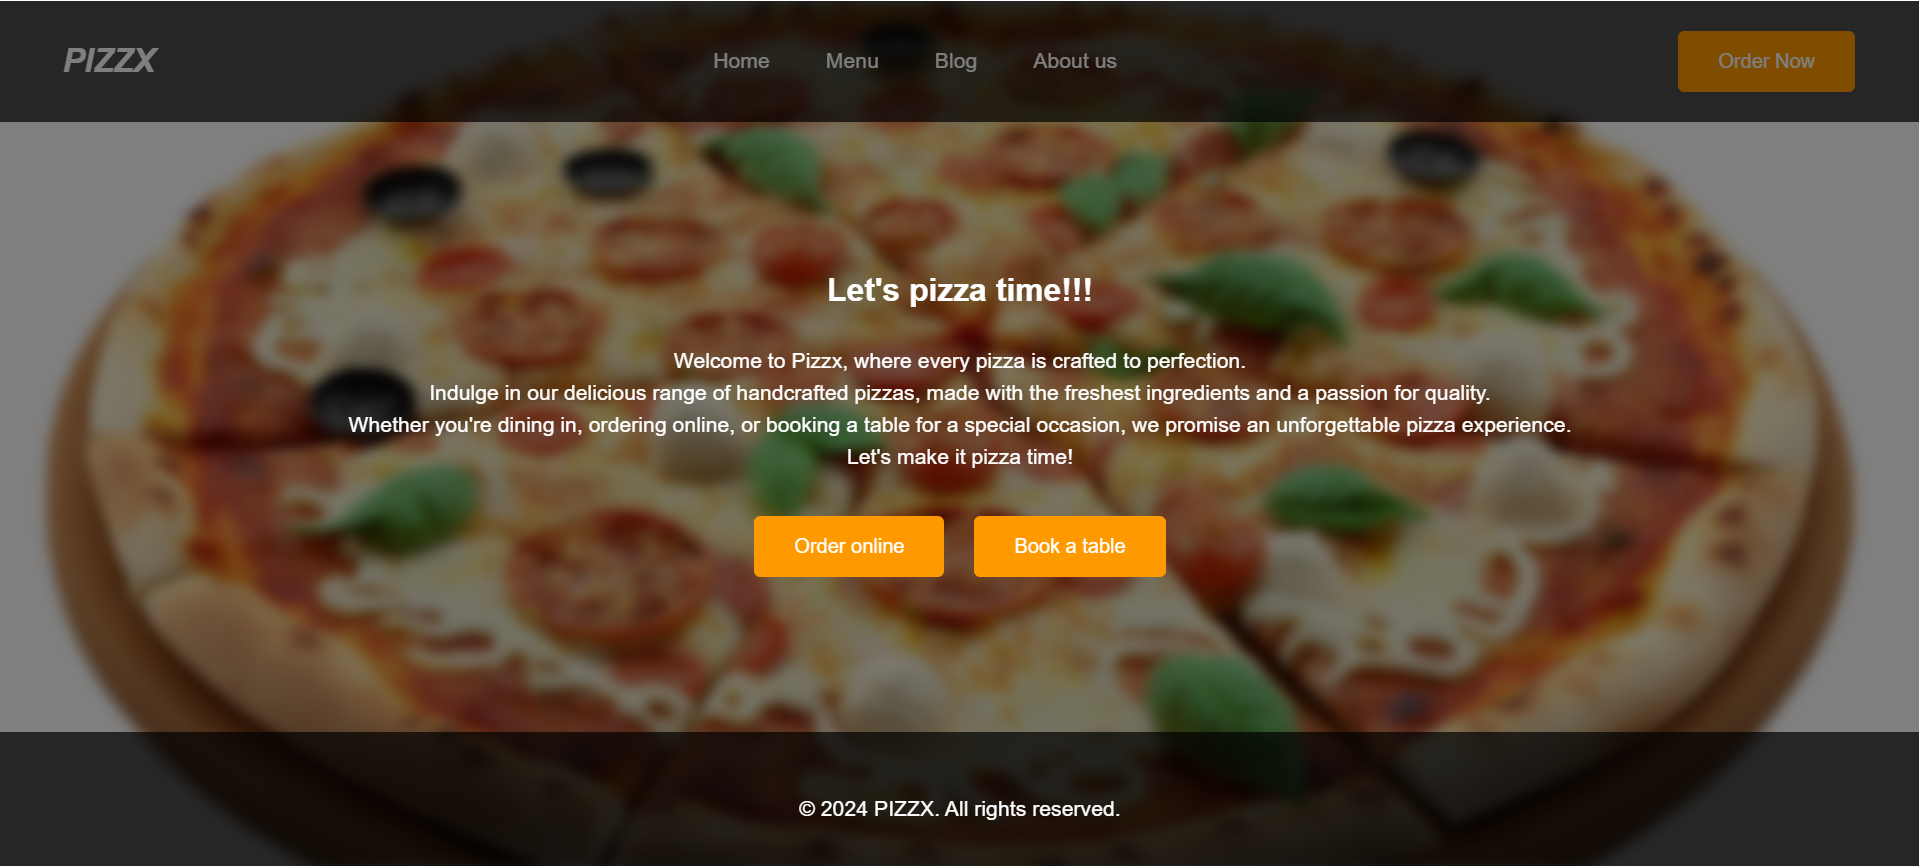 PIZZX
Home Menu Blog About us
Order Now
Let's pizza time!!!
Welcome to Pizzx, where every pizza is crafted to perfection.
Indulge in our delicious range of handcrafted pizzas, made with the freshest ingredients and a passion for quality.
Whether you're dining in, ordering online, or booking a table for a special occasion, we promise an unforgettable pizza experience.
Let's make it pizza time!
Order online
Book a table
© 2024 PIZZX. All rights reserved.